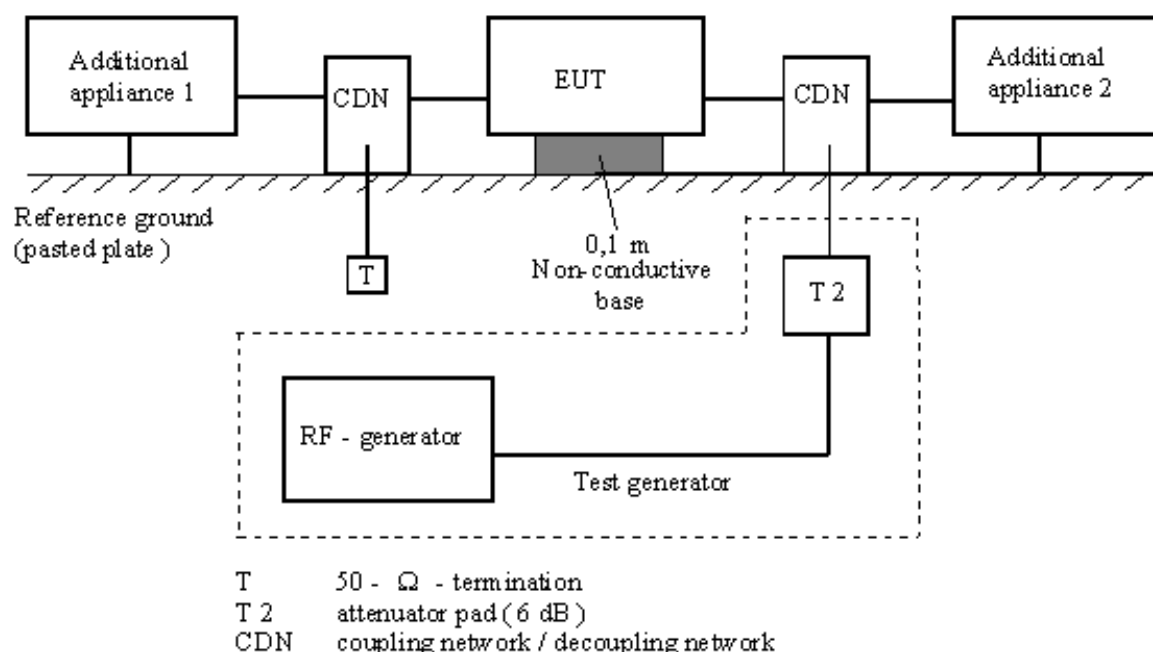 Additional
appliance 1
CDN
EUT
CDN
Additional
appliance 2
Reference ground
(pasted plate )
0,1 m
Non-conductive
base
T
T 2
RF - generator
Test generator
T 50 - Ω - termination
T 2 attenuator pad ( 6 dB )
CDN coupling network / decoupling network